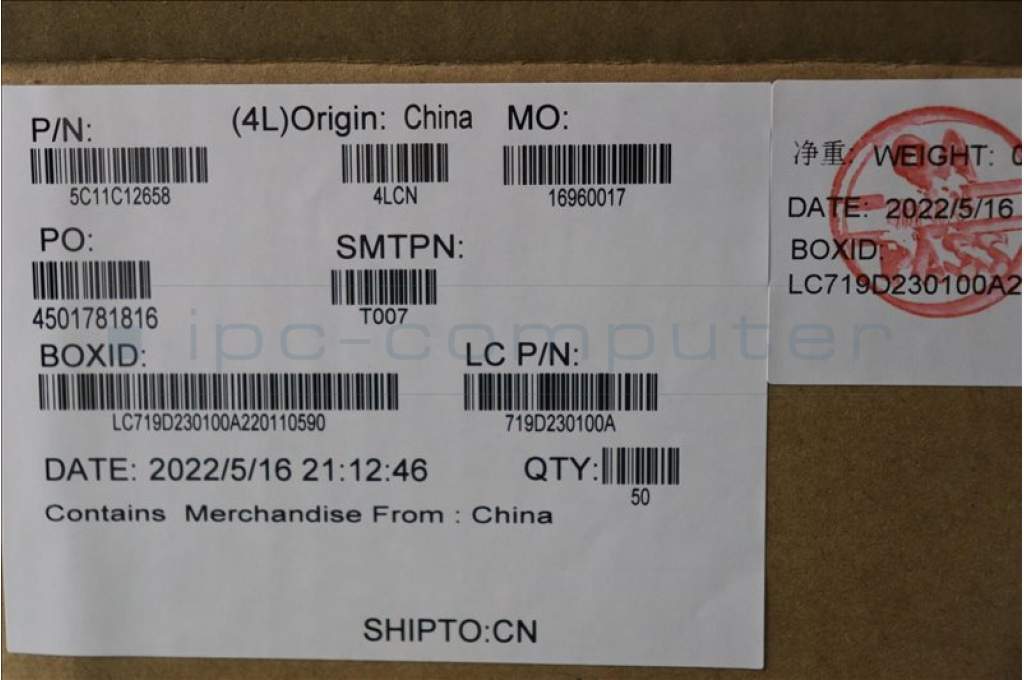 P/N: (4L)Origin: China MO:
5C11C12658 4LCN 16960017
PO: SMTPN:
4501781816 T007
BOXID: LC P/N:
LC719D230100A220110590 719D230100A
DATE: 2022/5/16 21:12:46 QTY:
50
Contains Merchandise From : China
SHIPTO:CN
净重: WEIGHT: 0
DATE: 2022/5/16
BOXID:
LC719D230100A2
PASS
ipc-computer